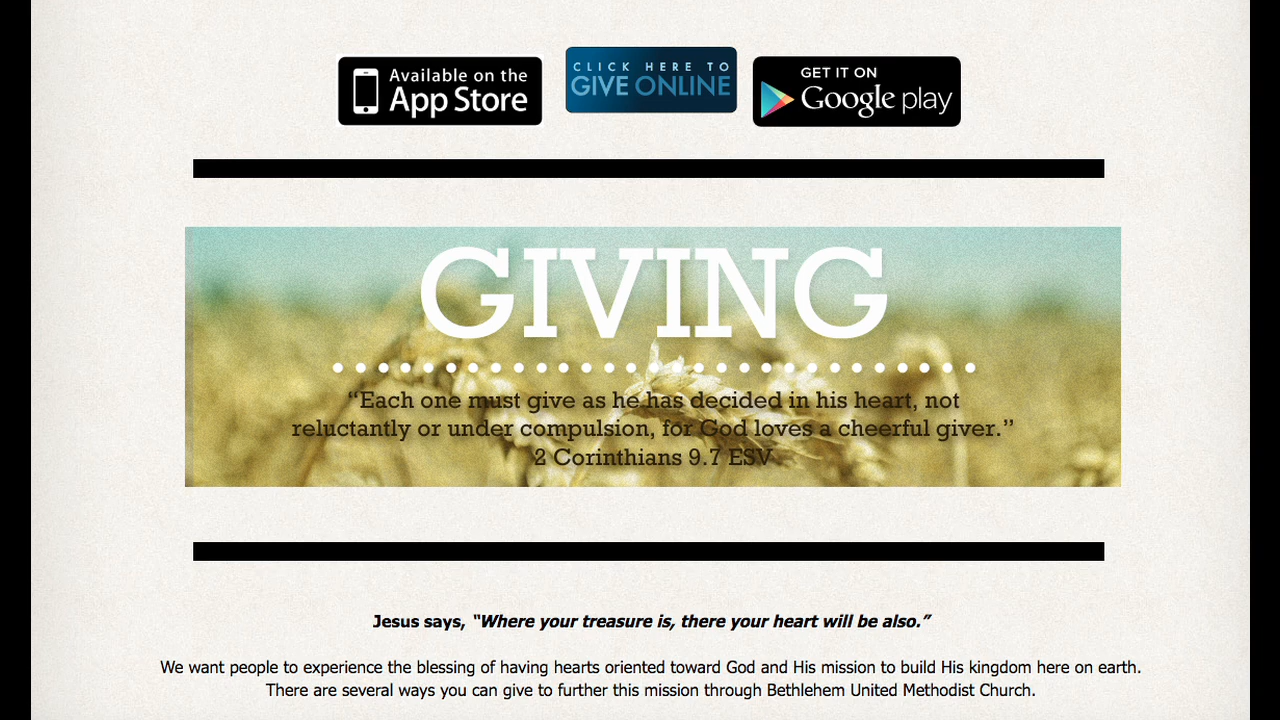 Available on the
App Store
CLICK HERE TO
GIVE ONLINE
GET IT ON
Google play
GIVING
“Each one must give as he has decided in his heart, not
reluctantly or under compulsion, for God loves a cheerful giver.”
2 Corinthians 9.7 ESV
Jesus says, “Where your treasure is, there your heart will be also.”
We want people to experience the blessing of having hearts oriented toward God and His mission to build His kingdom here on earth.
There are several ways you can give to further this mission through Bethlehem United Methodist Church.